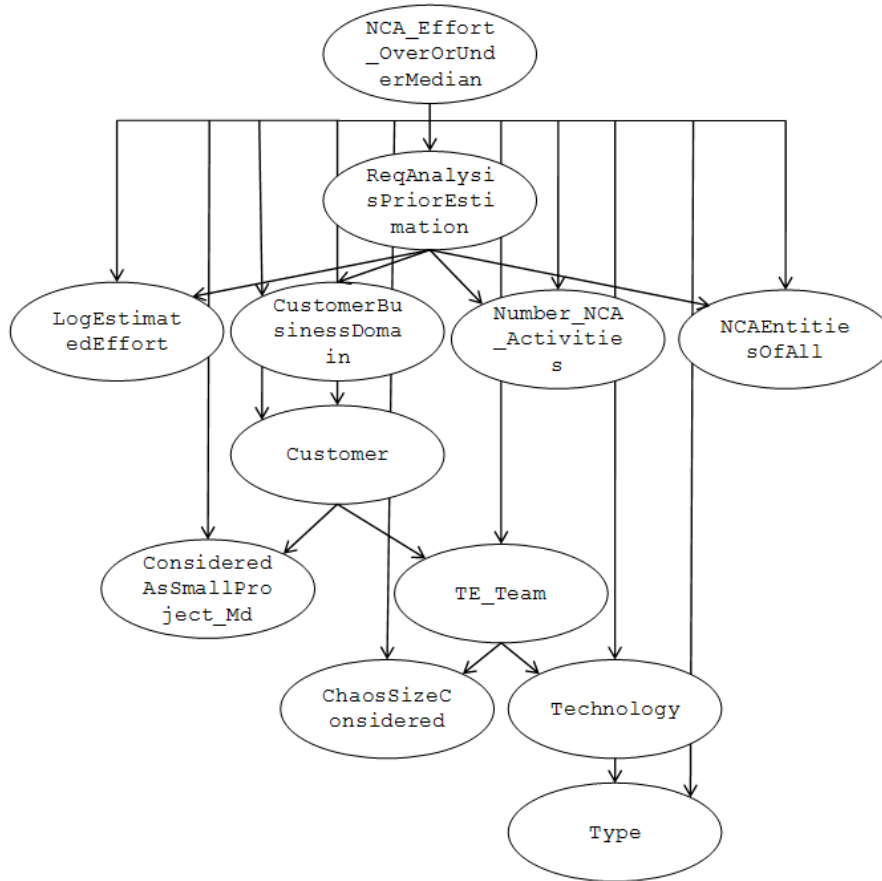 NCA_Effort
_OverOrUnd
erMedian
ReqAnalysi
sPriorEsti
mation
LogEstimat
edEffort
CustomerBu
sinessDoma
in
Number_NCA
_Activitie
s
NCAEntitie
sOfAll
Customer
Considered
AsSmallPro
ject_Md
TE_Team
ChaosSizeC
onsidered
Technology
Type